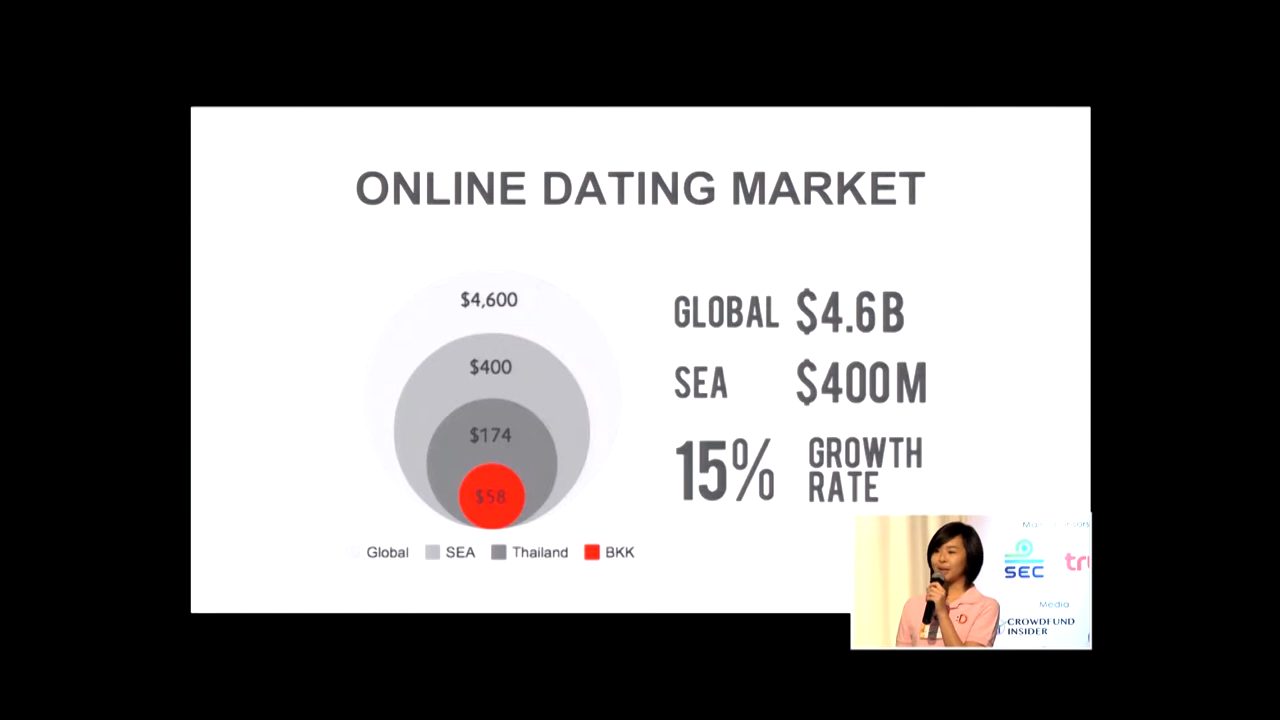 ONLINE DATING MARKET
$4,600
$400
$174
$58
Global SEA Thailand BKK
GLOBAL $4.6B
SEA $400M
15% GROWTH RATE
SEC
Media
CROWDFUND
INSIDER
:D